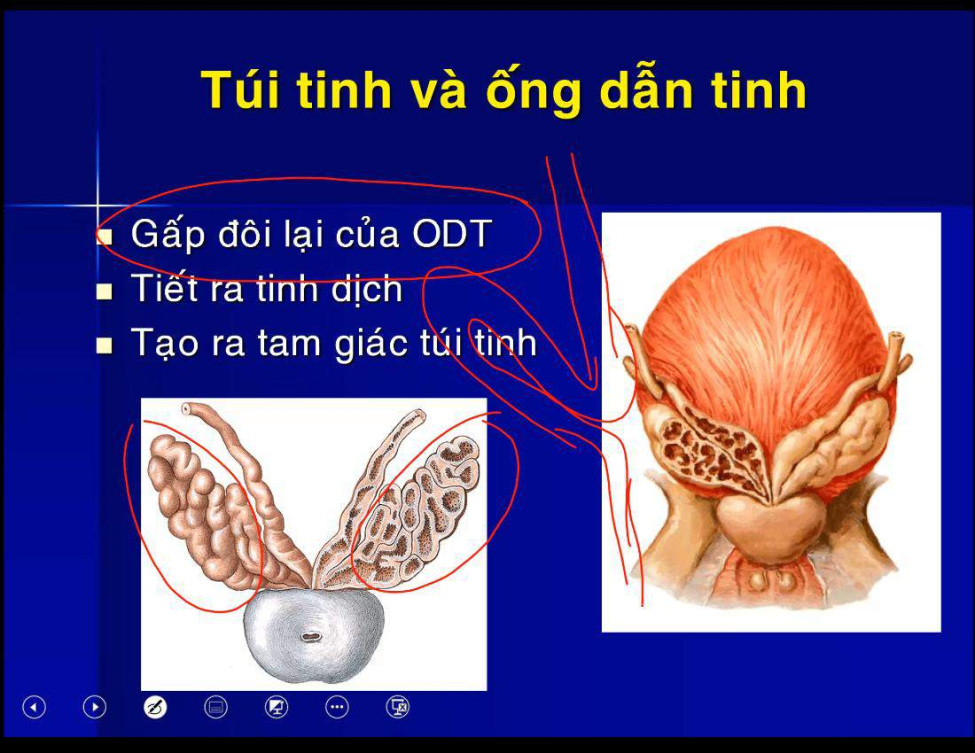 Túi tinh và ống dẫn tinh
Gấp đôi lại của ODT
Tiết ra tinh dịch
Tạo ra tam giác túi tinh